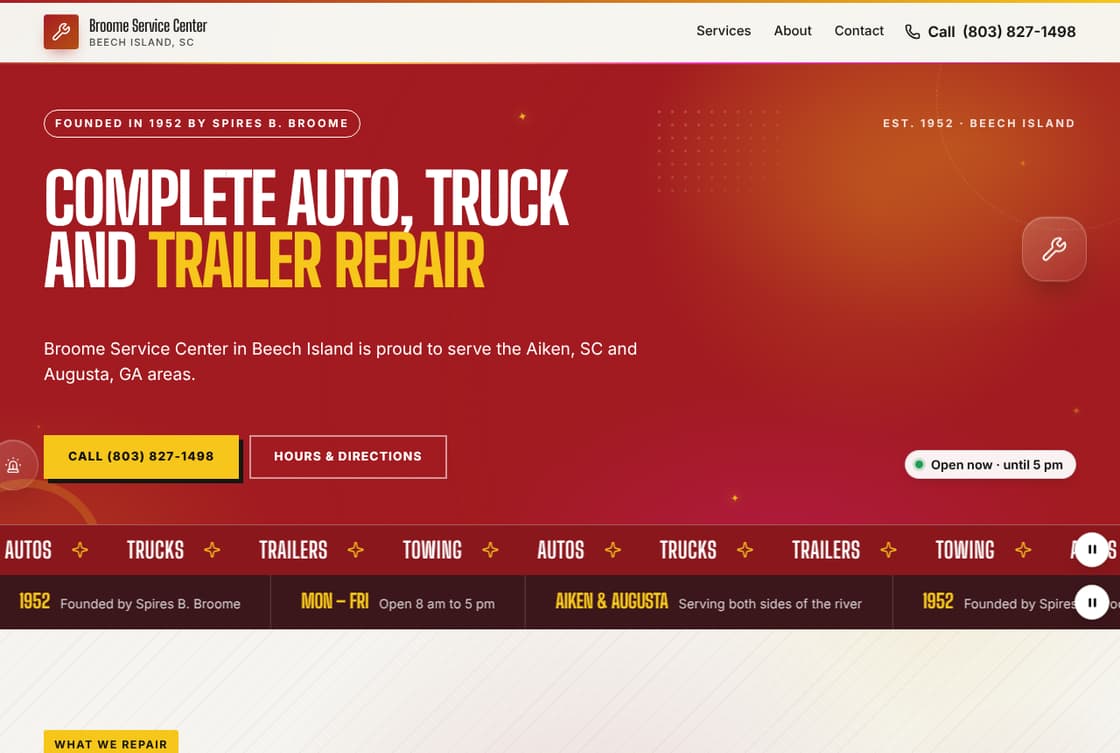 Broome Service Center
BEECH ISLAND, SC
Services
About
Contact
Call (803) 827-1498
FOUNDED IN 1952 BY SPIRES B. BROOME
EST. 1952 · BEECH ISLAND
COMPLETE AUTO, TRUCK
AND TRAILER REPAIR
Broome Service Center in Beech Island is proud to serve the Aiken, SC and
Augusta, GA areas.
CALL (803) 827-1498
HOURS & DIRECTIONS
Open now · until 5 pm
AUTOS TRUCKS TRAILERS TOWING AUTOS TRUCKS TRAILERS TOWING
1952 Founded by Spires B. Broome MON – FRI Open 8 am to 5 pm AIKEN & AUGUSTA Serving both sides of the river 1952 Founded by Spires
WHAT WE REPAIR